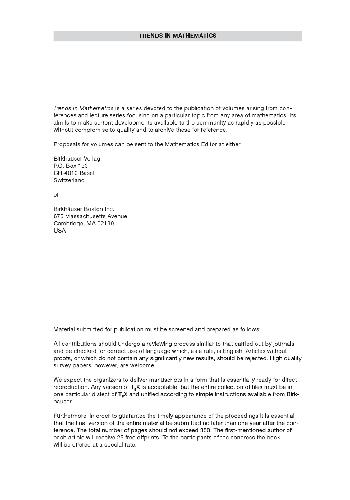 TRENDS IN MATHEMATICS
Trends in Mathematics is a series devoted to the publication of volumes arising from con-
ferences and lecture series focusing on a particular topic from any area of mathematics. Its
aim is to make current developments available to the community as rapidly as possible
without compromise to quality and to archive these for reference.
Proposals for volumes can be sent to the Mathematics Editor at either
Birkhäuser Verlag
P.O. Box 133
CH-4010 Basel
Switzerland
or
Birkhäuser Boston Inc.
675 Massachusetts Avenue
Cambridge, MA 02139
USA
Material submitted for publication must be screened and prepared as follows:
All contributions should undergo a reviewing process similar to that carried out by journals
and be checked for correct use of language which, as a rule, is English. Articles without
proofs, or which do not contain any significantly new results, should be rejected. High quality
survey papers, however, are welcome.
We expect the organizers to deliver manuscripts in a form that is essentially ready for direct
reproduction. Any version of TEX is acceptable, but the entire collection of files must be in
one particular dialect of TEX and unified according to simple instructions available from Birk-
häuser.
Furthermore, in order to guarantee the timely appearance of the proceedings it is essential
that the final version of the entire material be submitted no later than one year after the con-
ference. The total number of pages should not exceed 350. The first-mentioned author of
each article will receive 25 free offprints. To the participants of the congress the book
will be offered at a special rate.